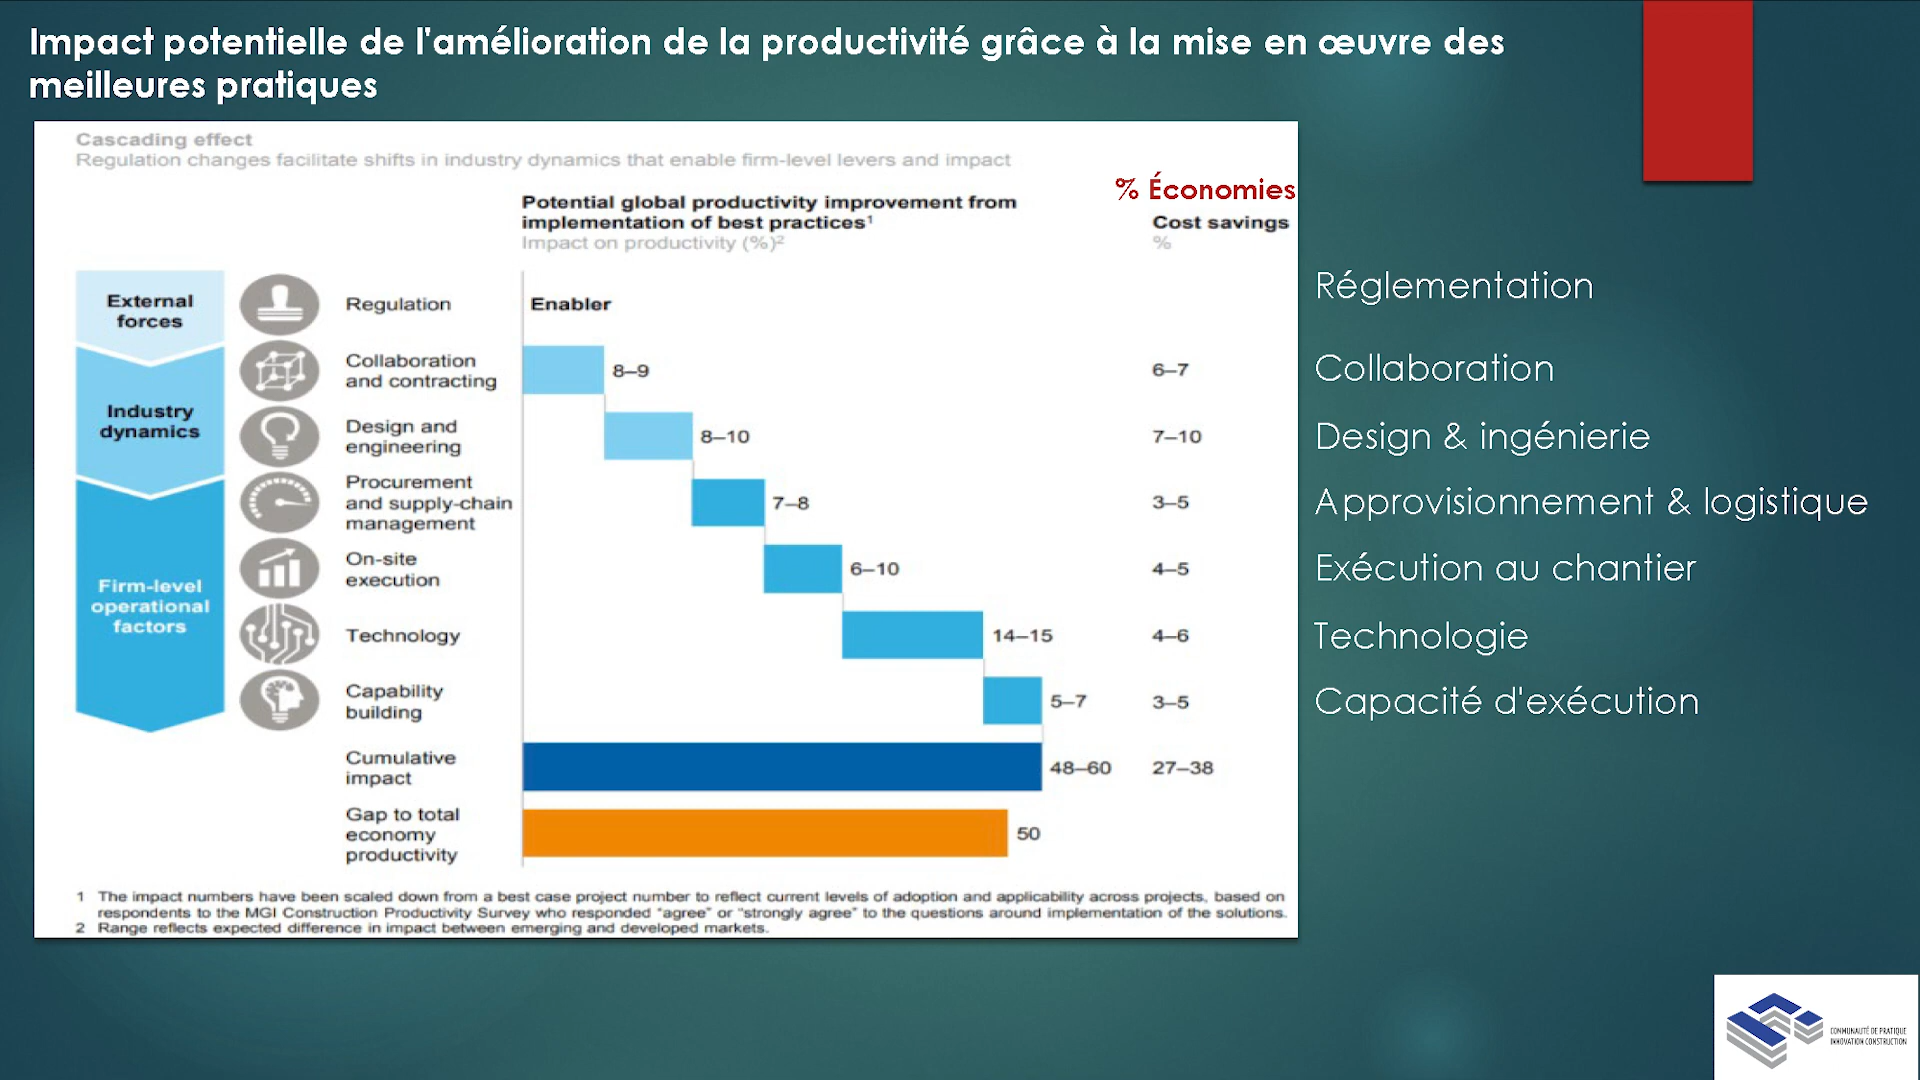 Impact potentielle de l'amélioration de la productivité grâce à la mise en œuvre des
meilleures pratiques
Cascading effect
Regulation changes facilitate shifts in industry dynamics that enable firm-level levers and impact
% Économies
Potential global productivity improvement from
implementation of best practices¹
Impact on productivity (%)²
Cost savings
%
External
forces
Regulation
Enabler
Réglementation
Industry
dynamics
Collaboration
and contracting
8–9
6–7
Collaboration
Design and
engineering
8–10
7–10
Design & ingénierie
Firm-level
operational
factors
Procurement
and supply-chain
management
7–8
3–5
Approvisionnement & logistique
On-site
execution
6–10
4–5
Exécution au chantier
Technology
14–15
4–6
Technologie
Capability
building
5–7
3–5
Capacité d'exécution
Cumulative
impact
48–60
27–38
Gap to total
economy
productivity
50
1 The impact numbers have been scaled down from a best case project number to reflect current levels of adoption and applicability across projects, based on
respondents to the MGI Construction Productivity Survey who responded "agree" or "strongly agree" to the questions around implementation of the solutions.
2 Range reflects expected difference in impact between emerging and developed markets.
COMMUNAUTÉ DE PRATIQUE
INNOVATION CONSTRUCTION